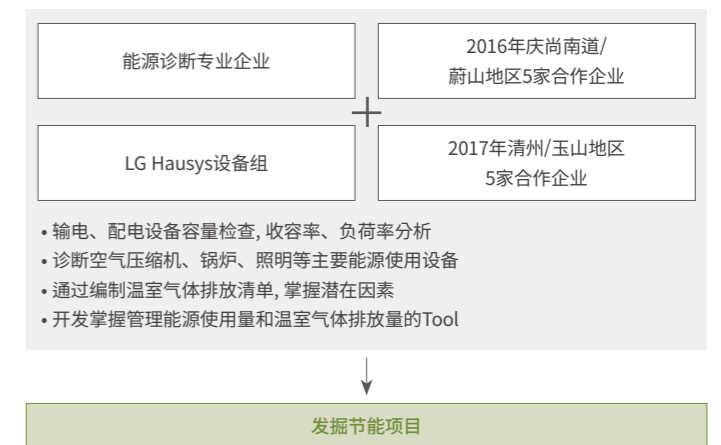 能源诊断专业企业
2016年庆尚南道/
蔚山地区5家合作企业
+
LG Hausys设备组
2017年清州/玉山地区
5家合作企业
• 输电、配电设备容量检查, 收容率、负荷率分析
• 诊断空气压缩机、锅炉、照明等主要能源使用设备
• 通过编制温室气体排放清单, 掌握潜在因素
• 开发掌握管理能源使用量和温室气体排放量的Tool
发掘节能项目